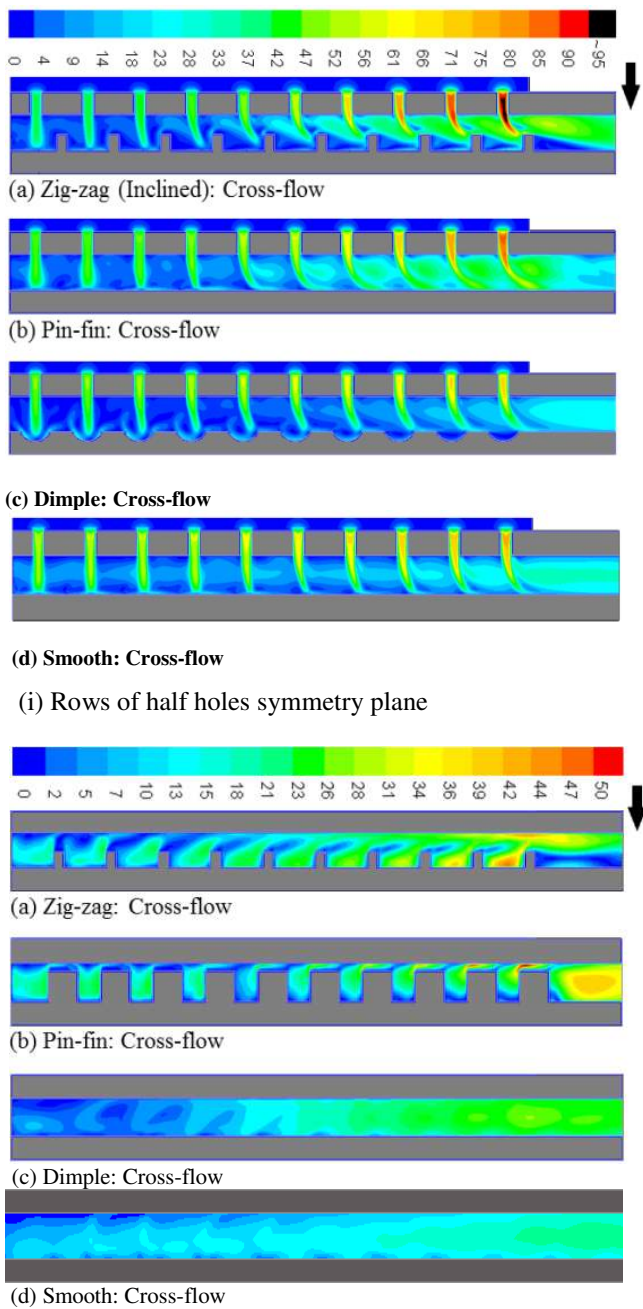 0 4 9 14 18 23 28 33 37 42 47 52 56 61 66 71 75 80 85 90 ~95
(a) Zig-zag (Inclined): Cross-flow
(b) Pin-fin: Cross-flow
(c) Dimple: Cross-flow
(d) Smooth: Cross-flow
(i) Rows of half holes symmetry plane
0 2 5 7 10 13 15 18 21 23 26 28 31 34 36 39 42 44 47 50
(a) Zig-zag: Cross-flow
(b) Pin-fin: Cross-flow
(c) Dimple: Cross-flow
(d) Smooth: Cross-flow